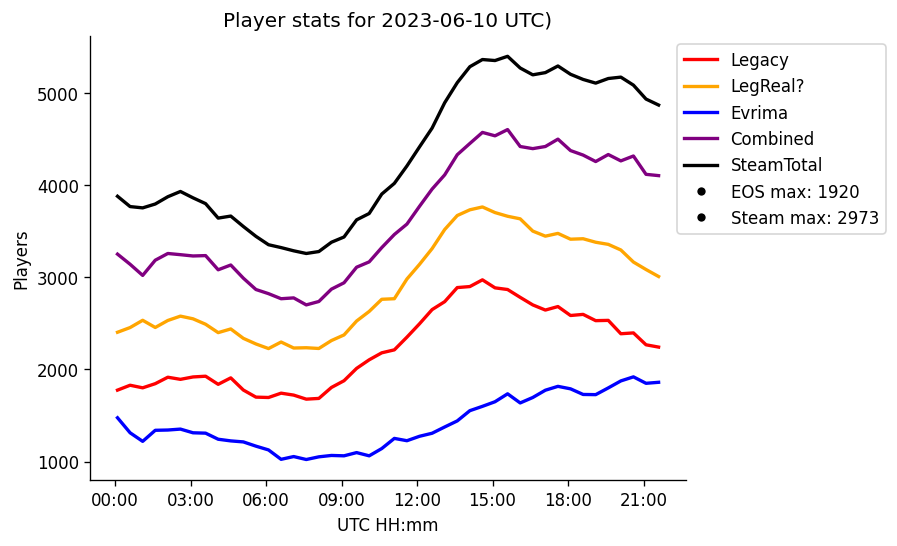 Player stats for 2023-06-10 UTC)
Legacy
LegReal?
Evrima
Combined
SteamTotal
EOS max: 1920
Steam max: 2973
5000
4000
3000
2000
1000
Players
00:00 03:00 06:00 09:00 12:00 15:00 18:00 21:00
UTC HH:mm